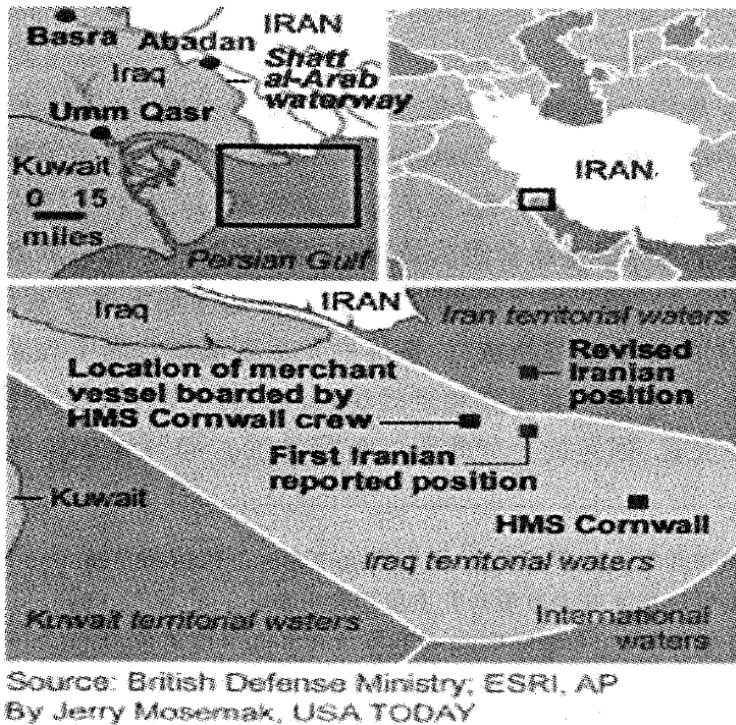 Basra
Abadan
IRAN
Iraq
Shatt
al-Arab
waterway
Umm Qasr
Kuwait
0 15
miles
Persian Gulf
IRAN
Iraq
IRAN
Iran territorial waters
Location of merchant
vessel boarded by
HMS Cornwall crew
Revised
Iranian
position
First Iranian
reported position
Kuwait
HMS Cornwall
Iraq territorial waters
Kuwait territorial waters
International
waters
Source: British Defense Ministry; ESRI, AP
By Jerry Mosemak, USA TODAY